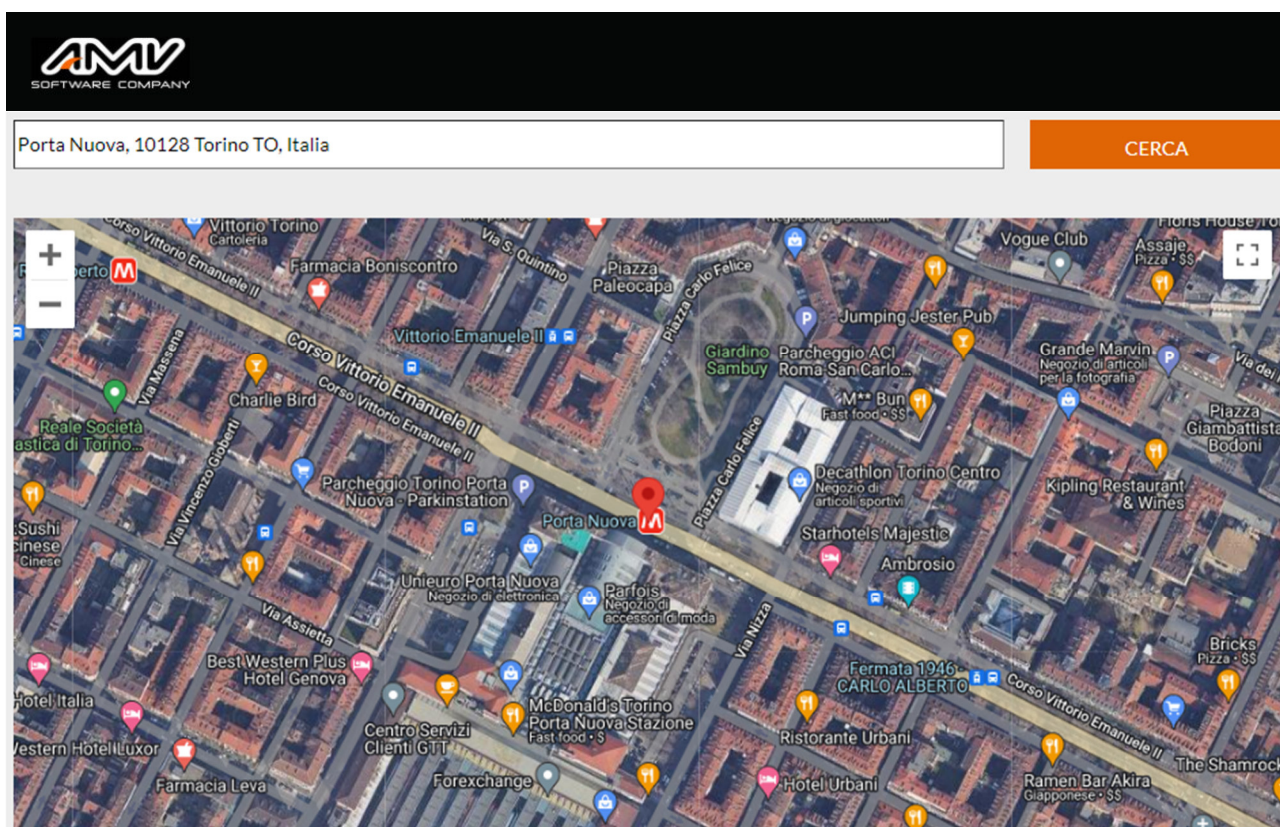 AMV
SOFTWARE COMPANY
Porta Nuova, 10128 Torino TO, Italia
CERCA
Vittorio Torino
Cartoleria
Corso Vittorio Emanuele II
Farmacia Boniscontro
Via S. Quintino
Piazza
Paleocapa
Piazza Carlo Felice
Vogue Club
Assaje
Pizza • $$
Vittorio Emanuele II
Jumping Jester Pub
Giardino
Sambuy
Parcheggio ACI
Roma San Carlo...
Grande Marvin
Negozio di articoli
per la fotografia
Via Massena
Corso Vittorio Emanuele II
Corso Vittorio Emanuele II
Charlie Bird
M** Bun
Fast food • $$
Piazza
Giambattista
Bodoni
Reale Società
astica di Torino...
Via Vincenzo Gioberti
Piazza Carlo Felice
Parcheggio Torino Porta
Nuova - Parkinstation
Decathlon Torino Centro
Negozio di
articoli sportivi
Kipling Restaurant
& Wines
Sushi
Cinese
Porta Nuova
Starhotels Majestic
Ambrosio
Unieuro Porta Nuova
Negozio di elettronica
Parfois
Negozio di
accessori di moda
Via Assietta
Via Nizza
Best Western Plus
Hotel Genova
Fermata 1946 -
CARLO ALBERTO
Bricks
Pizza • $$
Hotel Italia
Corso Vittorio Emanuele II
McDonald's Torino
Porta Nuova Stazione
Fast food • $
Centro Servizi
Clienti GTT
Ristorante Urbani
Western Hotel Luxor
The Shamrock
Farmacia Leva
Forexchange
Hotel Urbani
Ramen Bar Akira
Giapponese • $$